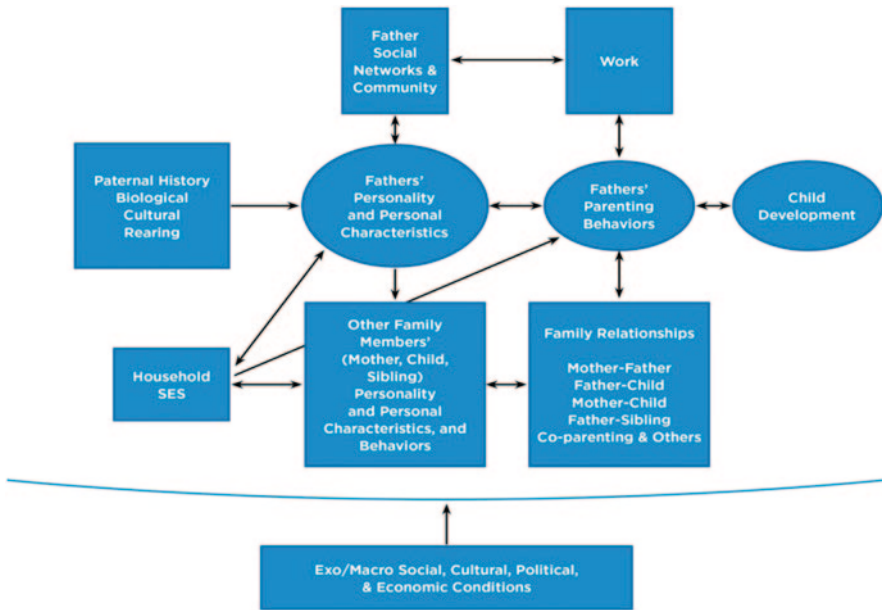 Father
Social
Networks &
Community
Work
Paternal History
Biological
Cultural
Rearing
Fathers'
Personality
and Personal
Characteristics
Fathers'
Parenting
Behaviors
Child
Development
Household
SES
Other Family
Members'
(Mother, Child,
Sibling)
Personality
and Personal
Characteristics, and
Behaviors
Family Relationships
Mother-Father
Father-Child
Mother-Child
Father-Sibling
Co-parenting & Others
Exo/Macro Social, Cultural, Political,
& Economic Conditions